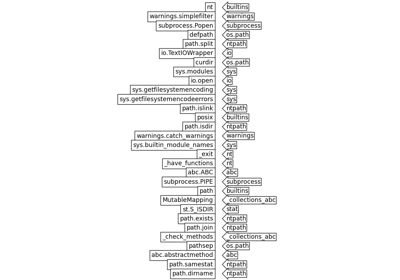 nt builtins
warnings.simplefilter warnings
subprocess.Popen subprocess
defpath os.path
path.split ntpath
io.TextIOWrapper io
curdir os.path
sys.modules sys
io.open io
sys.getfilesystemencoding sys
sys.getfilesystemencodeerrors sys
path.islink ntpath
posix builtins
path.isdir ntpath
warnings.catch_warnings warnings
sys.builtin_module_names sys
_exit nt
_have_functions nt
abc.ABC abc
subprocess.PIPE subprocess
path builtins
MutableMapping _collections_abc
st.S_ISDIR stat
path.exists ntpath
path.join ntpath
_check_methods _collections_abc
pathsep os.path
abc.abstractmethod abc
path.samestat ntpath
path.dirname ntpath